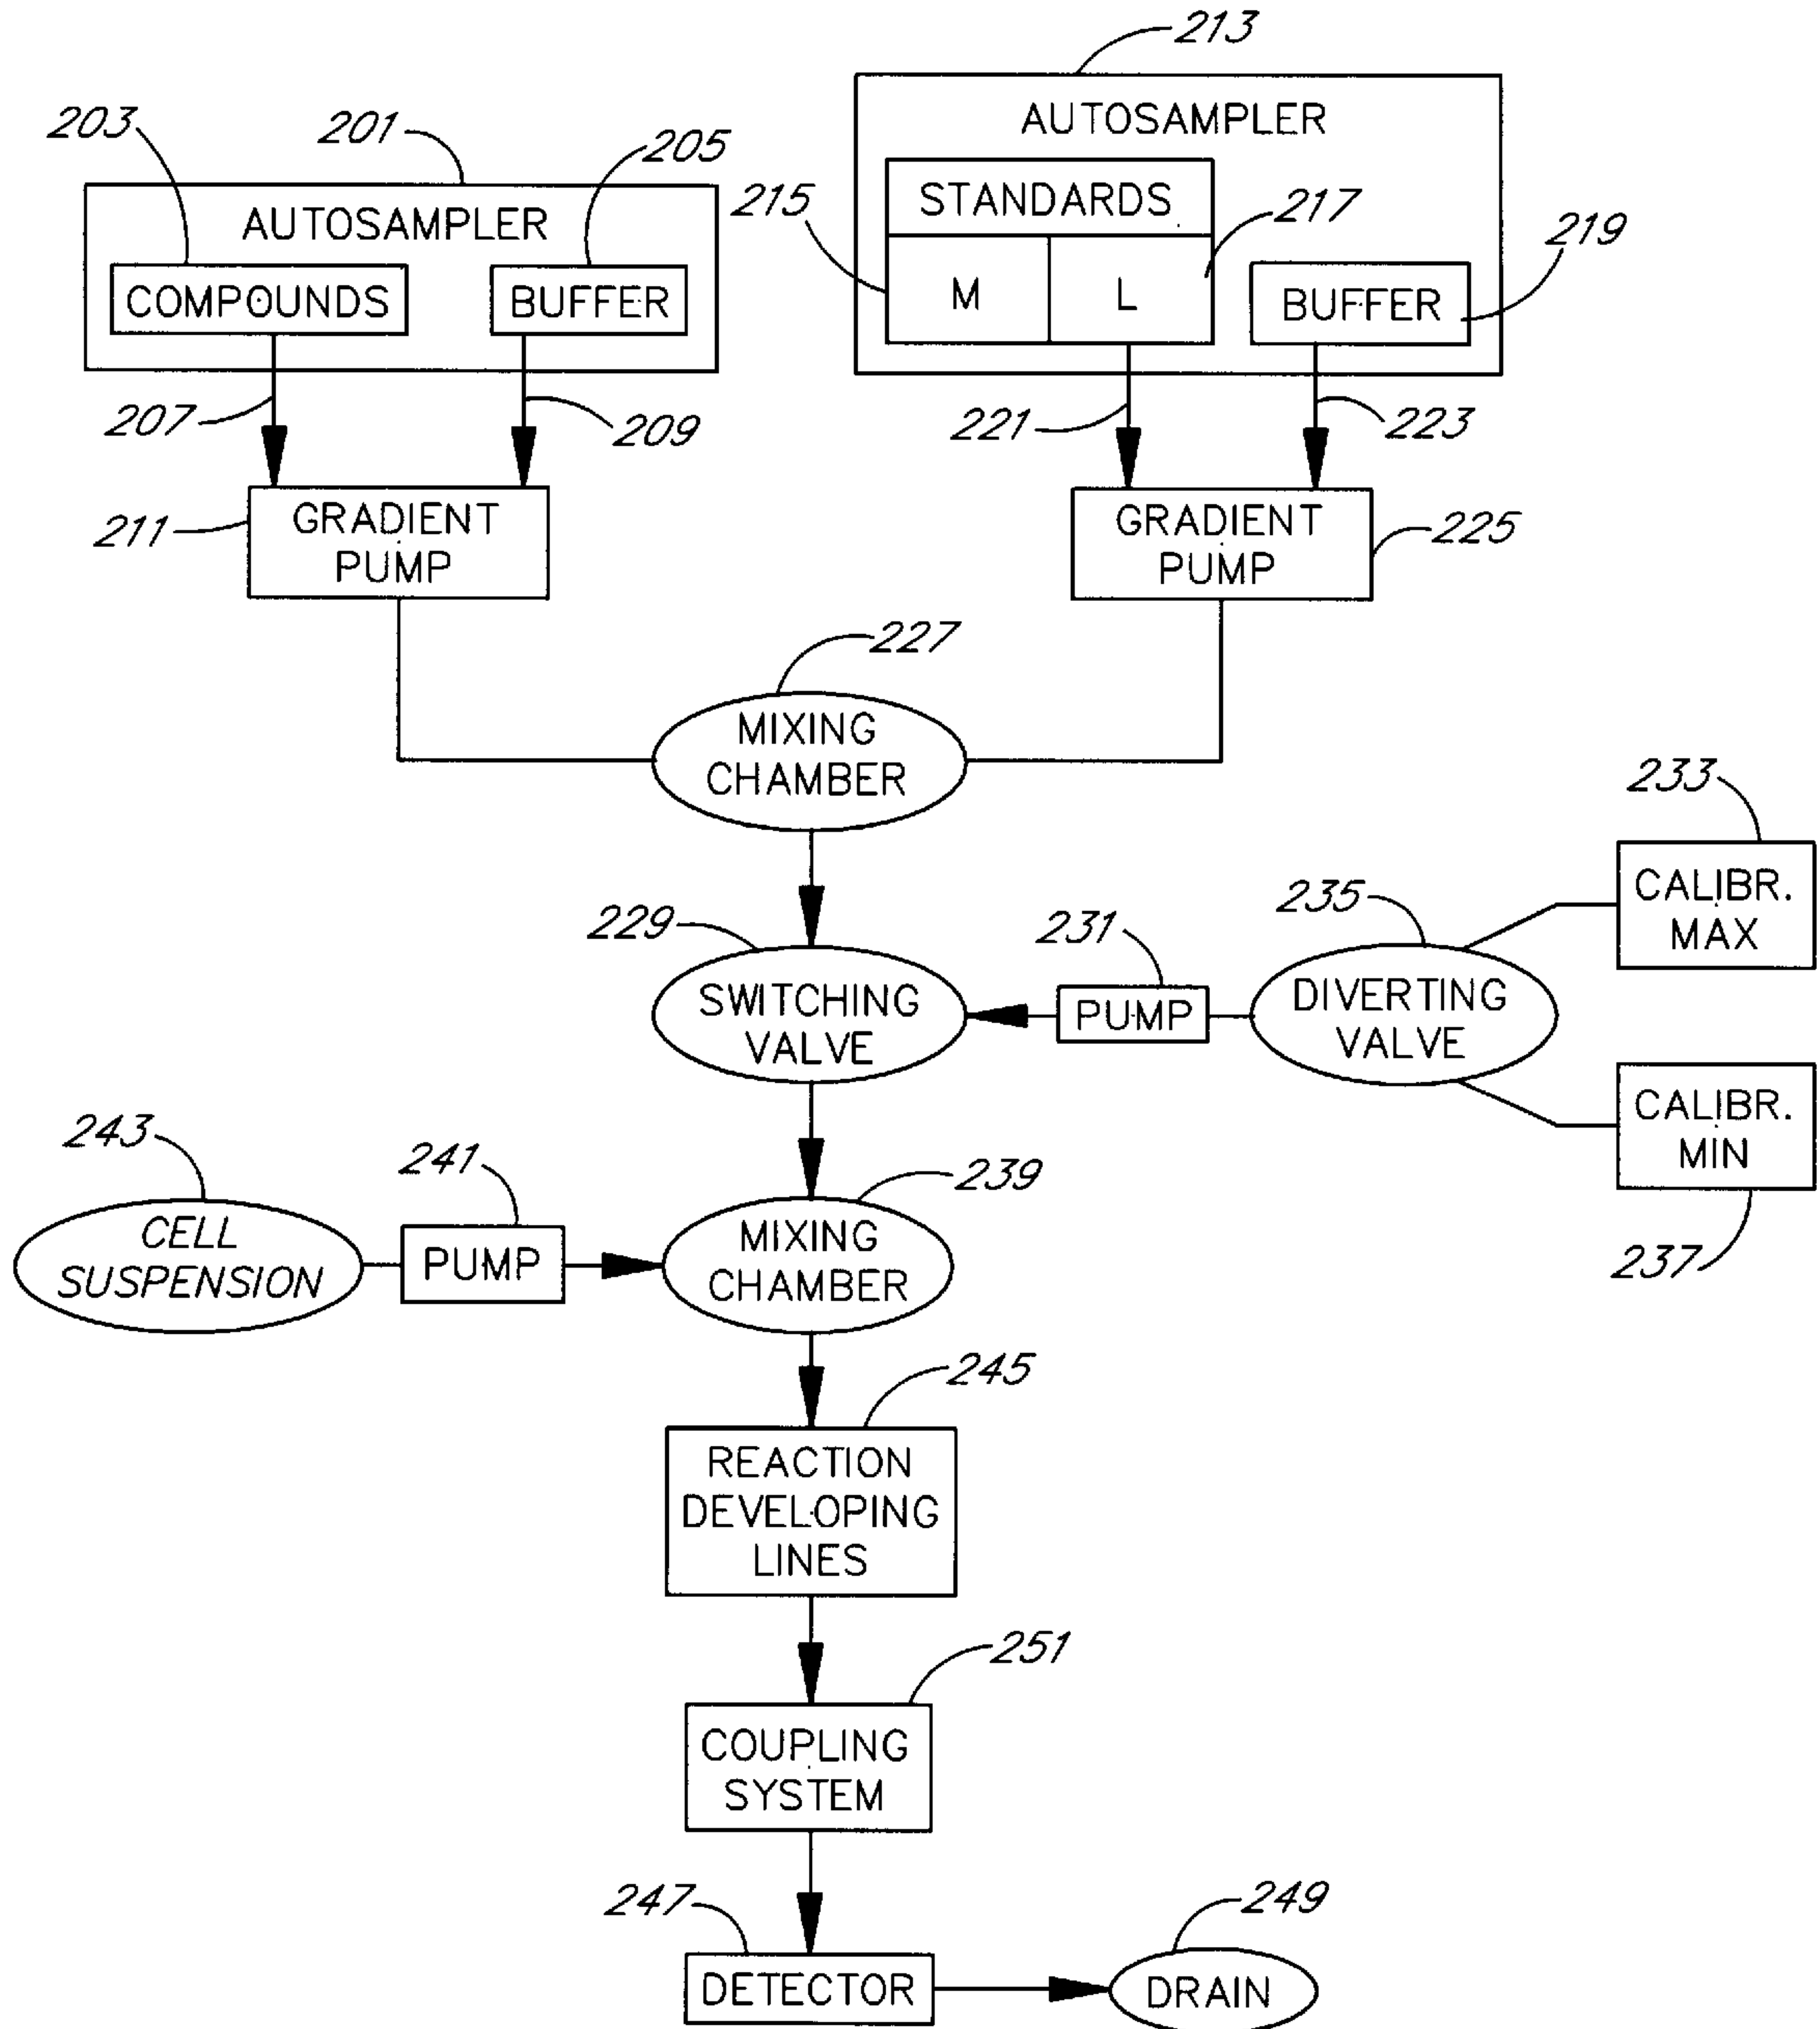 213
AUTOSAMPLER
203
201
205
STANDARDS
215
217
219
AUTOSAMPLER
M
L
COMPOUNDS
BUFFER
BUFFER
207
209
221
223
GRADIENT
PUMP
211
GRADIENT
PUMP
225
227
MIXING
CHAMBER
233
CALIBR.
MAX
229
231
235
SWITCHING
VALVE
PUMP
DIVERTING
VALVE
CALIBR.
MIN
237
243
241
239
CELL
SUSPENSION
PUMP
MIXING
CHAMBER
245
REACTION
DEVELOPING
LINES
251
COUPLING
SYSTEM
247
249
DETECTOR
DRAIN